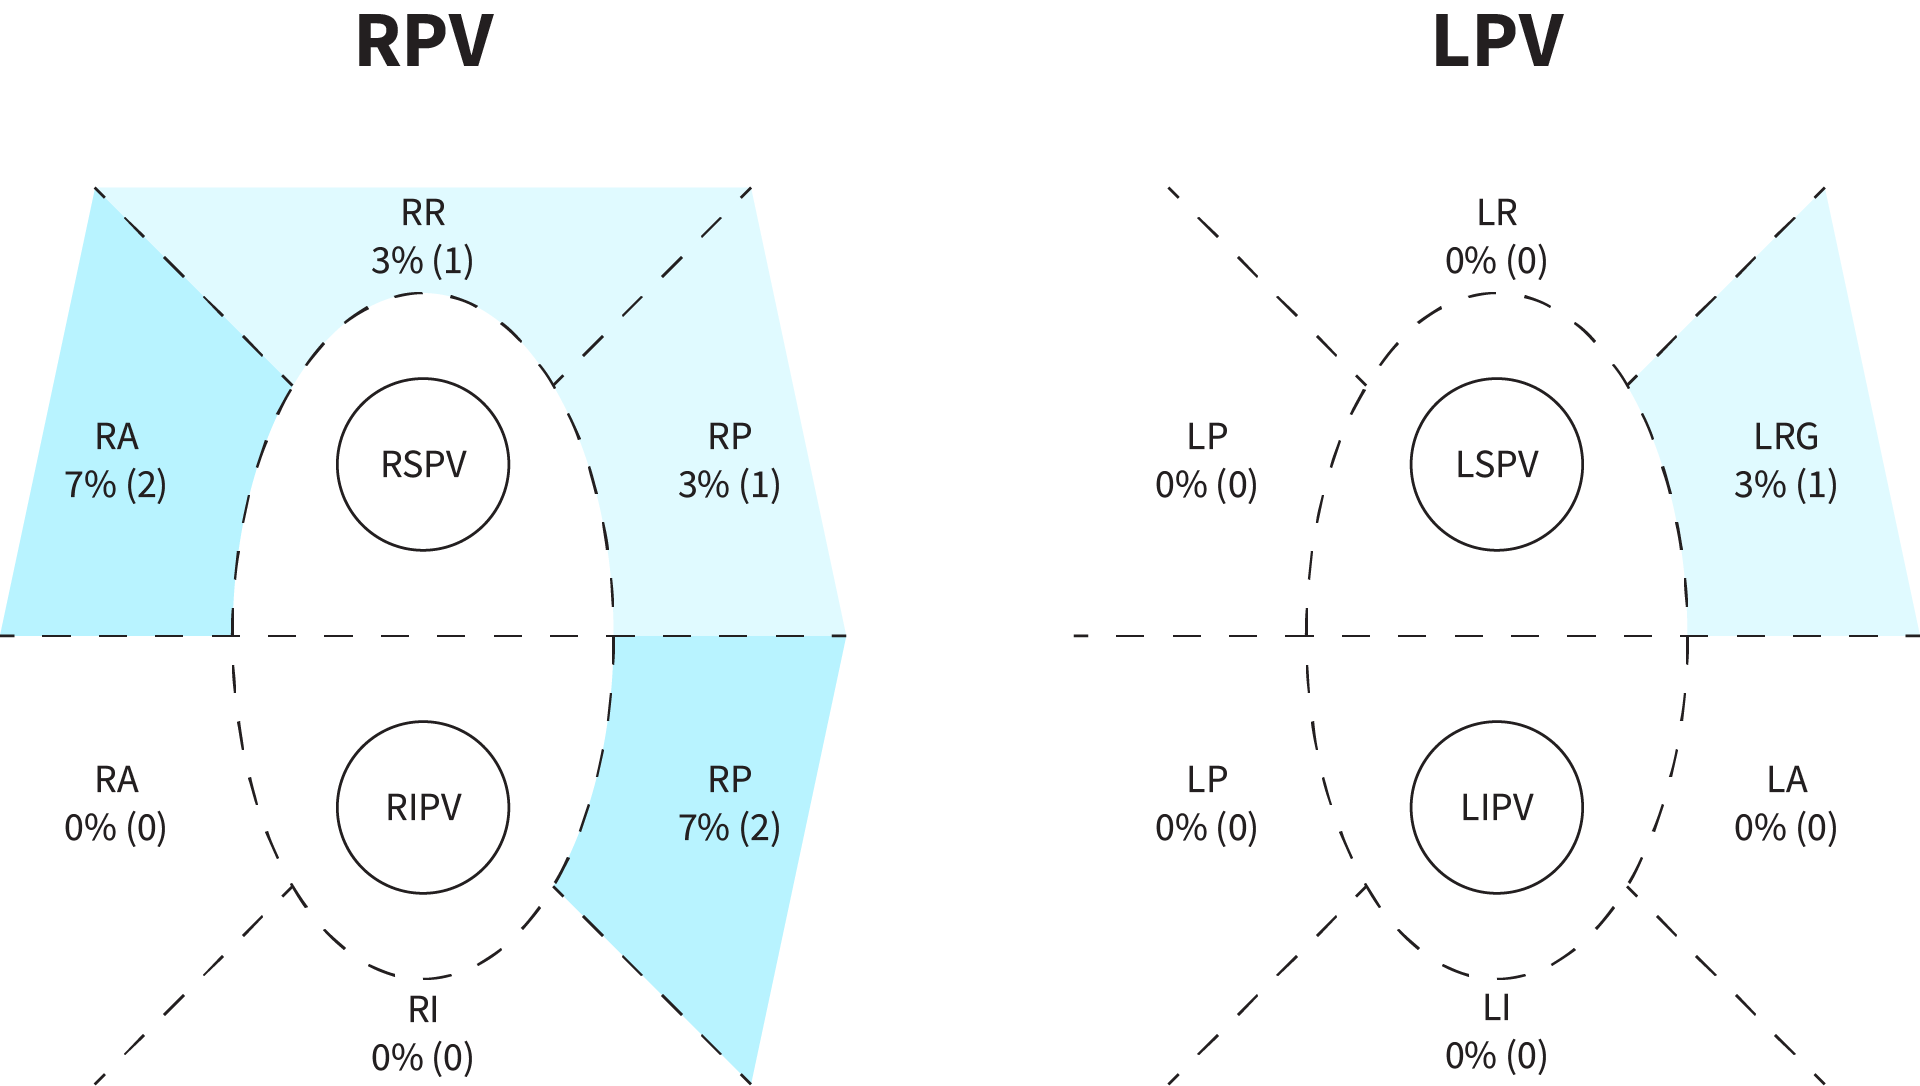 RPV
RR
3% (1)
RA
7% (2)
RSPV
RP
3% (1)
RA
0% (0)
RIPV
RP
7% (2)
RI
0% (0)
LPV
LR
0% (0)
LP
0% (0)
LSPV
LRG
3% (1)
LP
0% (0)
LIPV
LA
0% (0)
LI
0% (0)